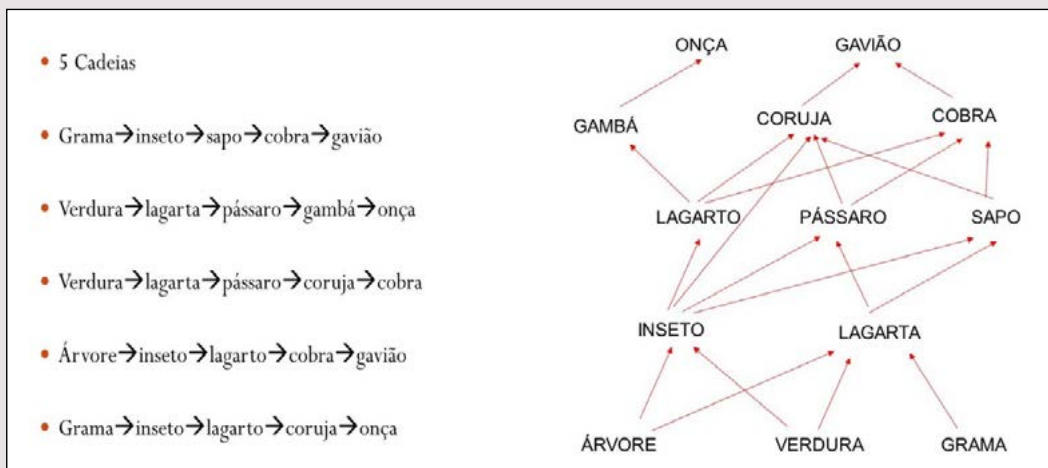 • 5 Cadeias
• Grama→inseto→sapo→cobra→gavião
• Verdura→lagarta→pássaro→gambá→onça
• Verdura→lagarta→pássaro→coruja→cobra
• Árvore→inseto→lagarto→cobra→gavião
• Grama→inseto→lagarto→coruja→onça
ONÇA GAVIÃO
GAMBÁ CORUJA COBRA
LAGARTO PÁSSARO SAPO
INSETO LAGARTA
ÁRVORE VERDURA GRAMA